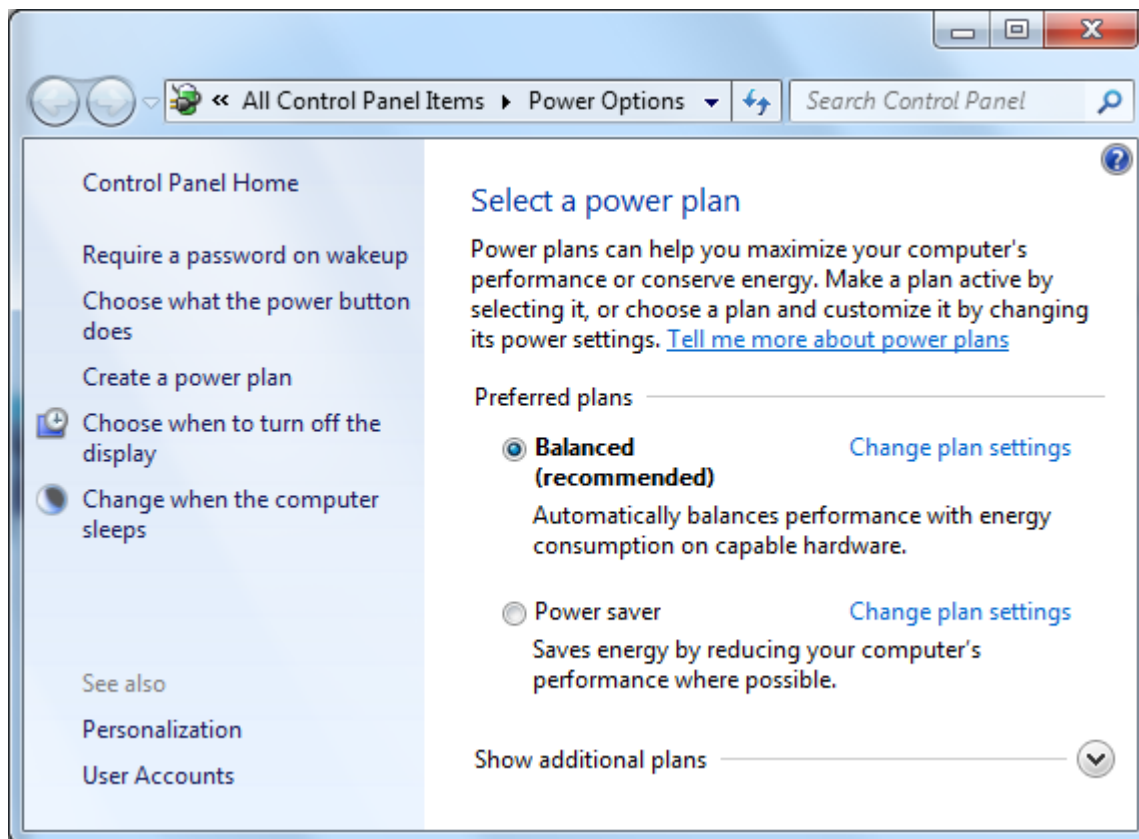 « All Control Panel Items ▸ Power Options
Search Control Panel
Control Panel Home
Require a password on wakeup
Choose what the power button
does
Create a power plan
Choose when to turn off the
display
Change when the computer
sleeps
See also
Personalization
User Accounts
Select a power plan
Power plans can help you maximize your computer's
performance or conserve energy. Make a plan active by
selecting it, or choose a plan and customize it by changing
its power settings. Tell me more about power plans
Preferred plans
Balanced Change plan settings
(recommended)
Automatically balances performance with energy
consumption on capable hardware.
Power saver Change plan settings
Saves energy by reducing your computer's
performance where possible.
Show additional plans